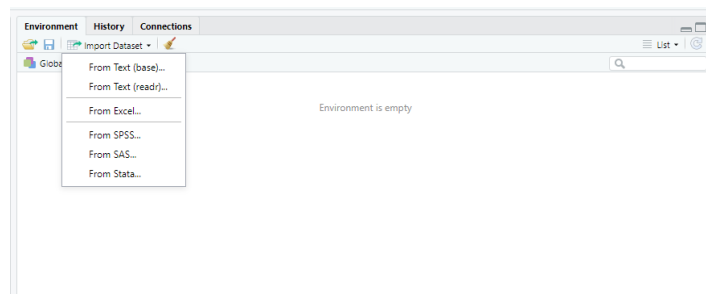 Environment History Connections
Import Dataset List
Globa
From Text (base)...
From Text (readr)...
From Excel...
From SPSS...
From SAS...
From Stata...
Environment is empty